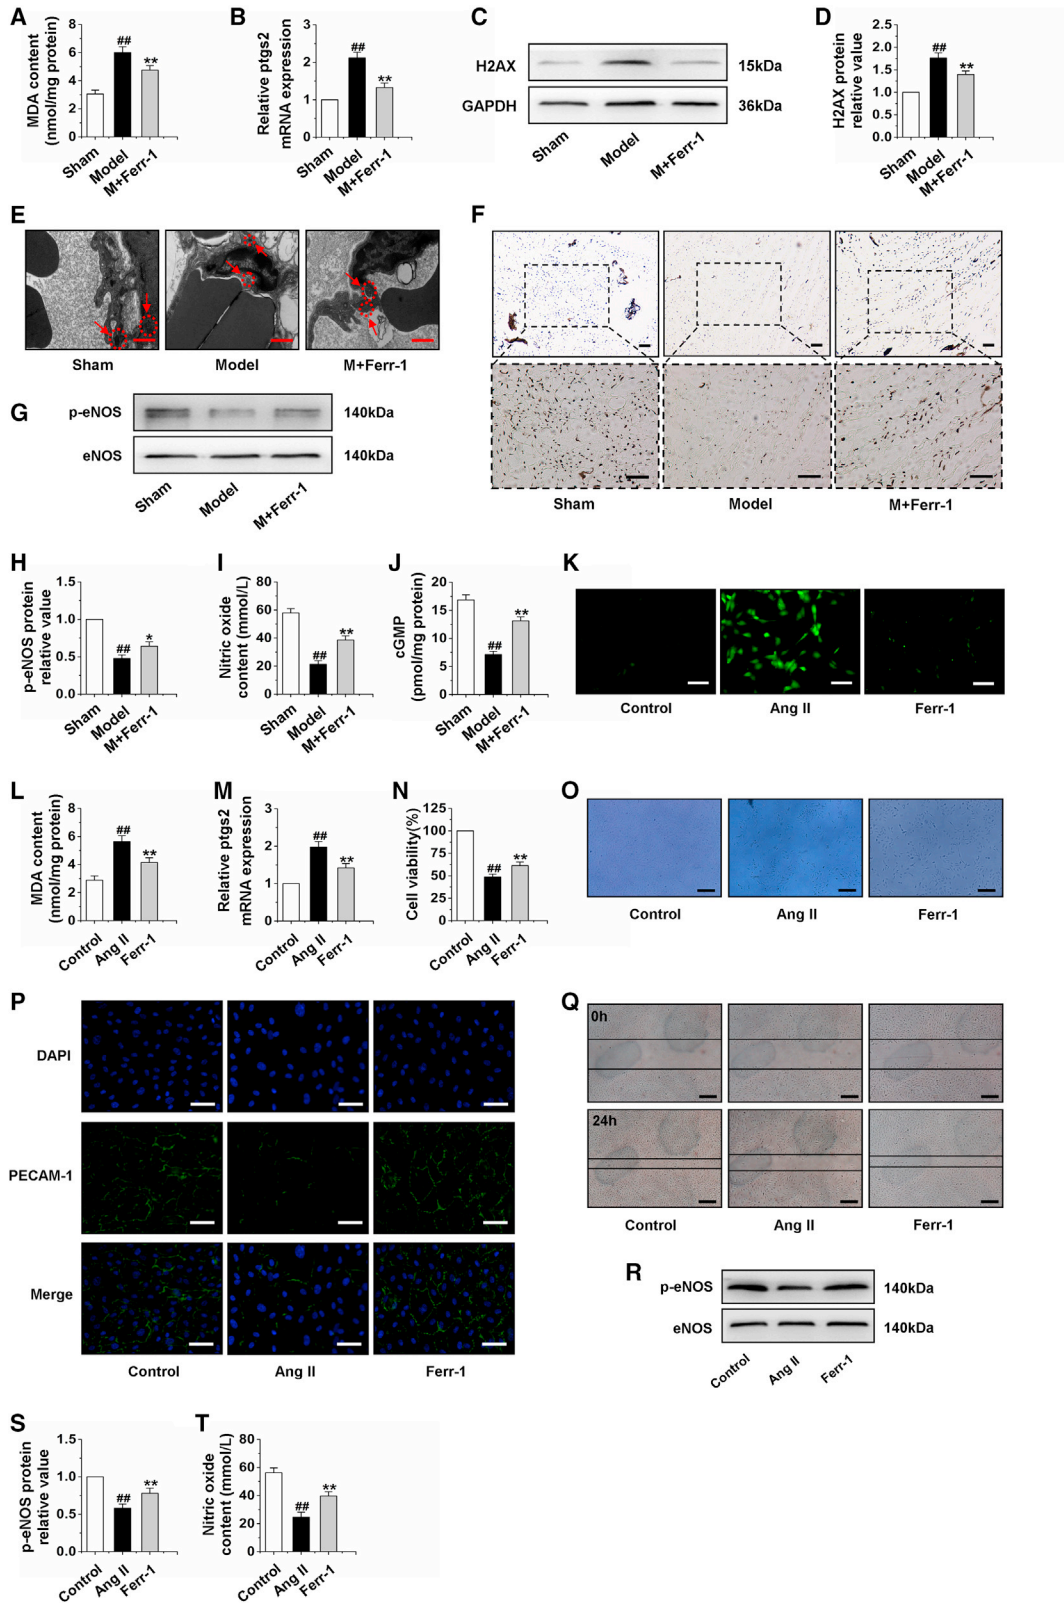 A
MDA content
(nmol/mg protein)
8
6
4
2
0
##
**
Sham
Model
M+Ferr-1
B
Relative ptgs2
mRNA expression
3
2
1
0
##
**
Sham
Model
M+Ferr-1
C
H2AX
15kDa
GAPDH
36kDa
Sham
Model
M+Ferr-1
D
H2AX protein
relative value
2.5
2.0
1.5
1.0
0.5
0.0
##
**
Sham
Model
M+Ferr-1
E
Sham
Model
M+Ferr-1
F
Sham
Model
M+Ferr-1
G
p-eNOS
140kDa
eNOS
140kDa
Sham
Model
M+Ferr-1
H
p-eNOS protein
relative value
1.5
1.0
0.5
0.0
##
*
Sham
Model
M+Ferr-1
I
Nitric oxide
content (mmol/L)
80
60
40
20
0
##
**
Sham
Model
M+Ferr-1
J
cGMP
(pmol/mg protein)
20
15
10
5
0
##
**
Sham
Model
M+Ferr-1
K
Control
Ang II
Ferr-1
L
MDA content
(nmol/mg protein)
8
6
4
2
0
##
**
Control
Ang II
Ferr-1
M
Relative ptgs2
mRNA expression
3
2
1
0
##
**
Control
Ang II
Ferr-1
N
Cell viability(%)
125
100
75
50
25
0
##
**
Control
Ang II
Ferr-1
O
Control
Ang II
Ferr-1
P
DAPI
PECAM-1
Merge
Control
Ang II
Ferr-1
Q
0h
24h
Control
Ang II
Ferr-1
R
p-eNOS
140kDa
eNOS
140kDa
Control
Ang II
Ferr-1
S
p-eNOS protein
relative value
1.5
1.0
0.5
0.0
##
**
Control
Ang II
Ferr-1
T
Nitric oxide
content (mmol/L)
80
60
40
20
0
##
**
Control
Ang II
Ferr-1